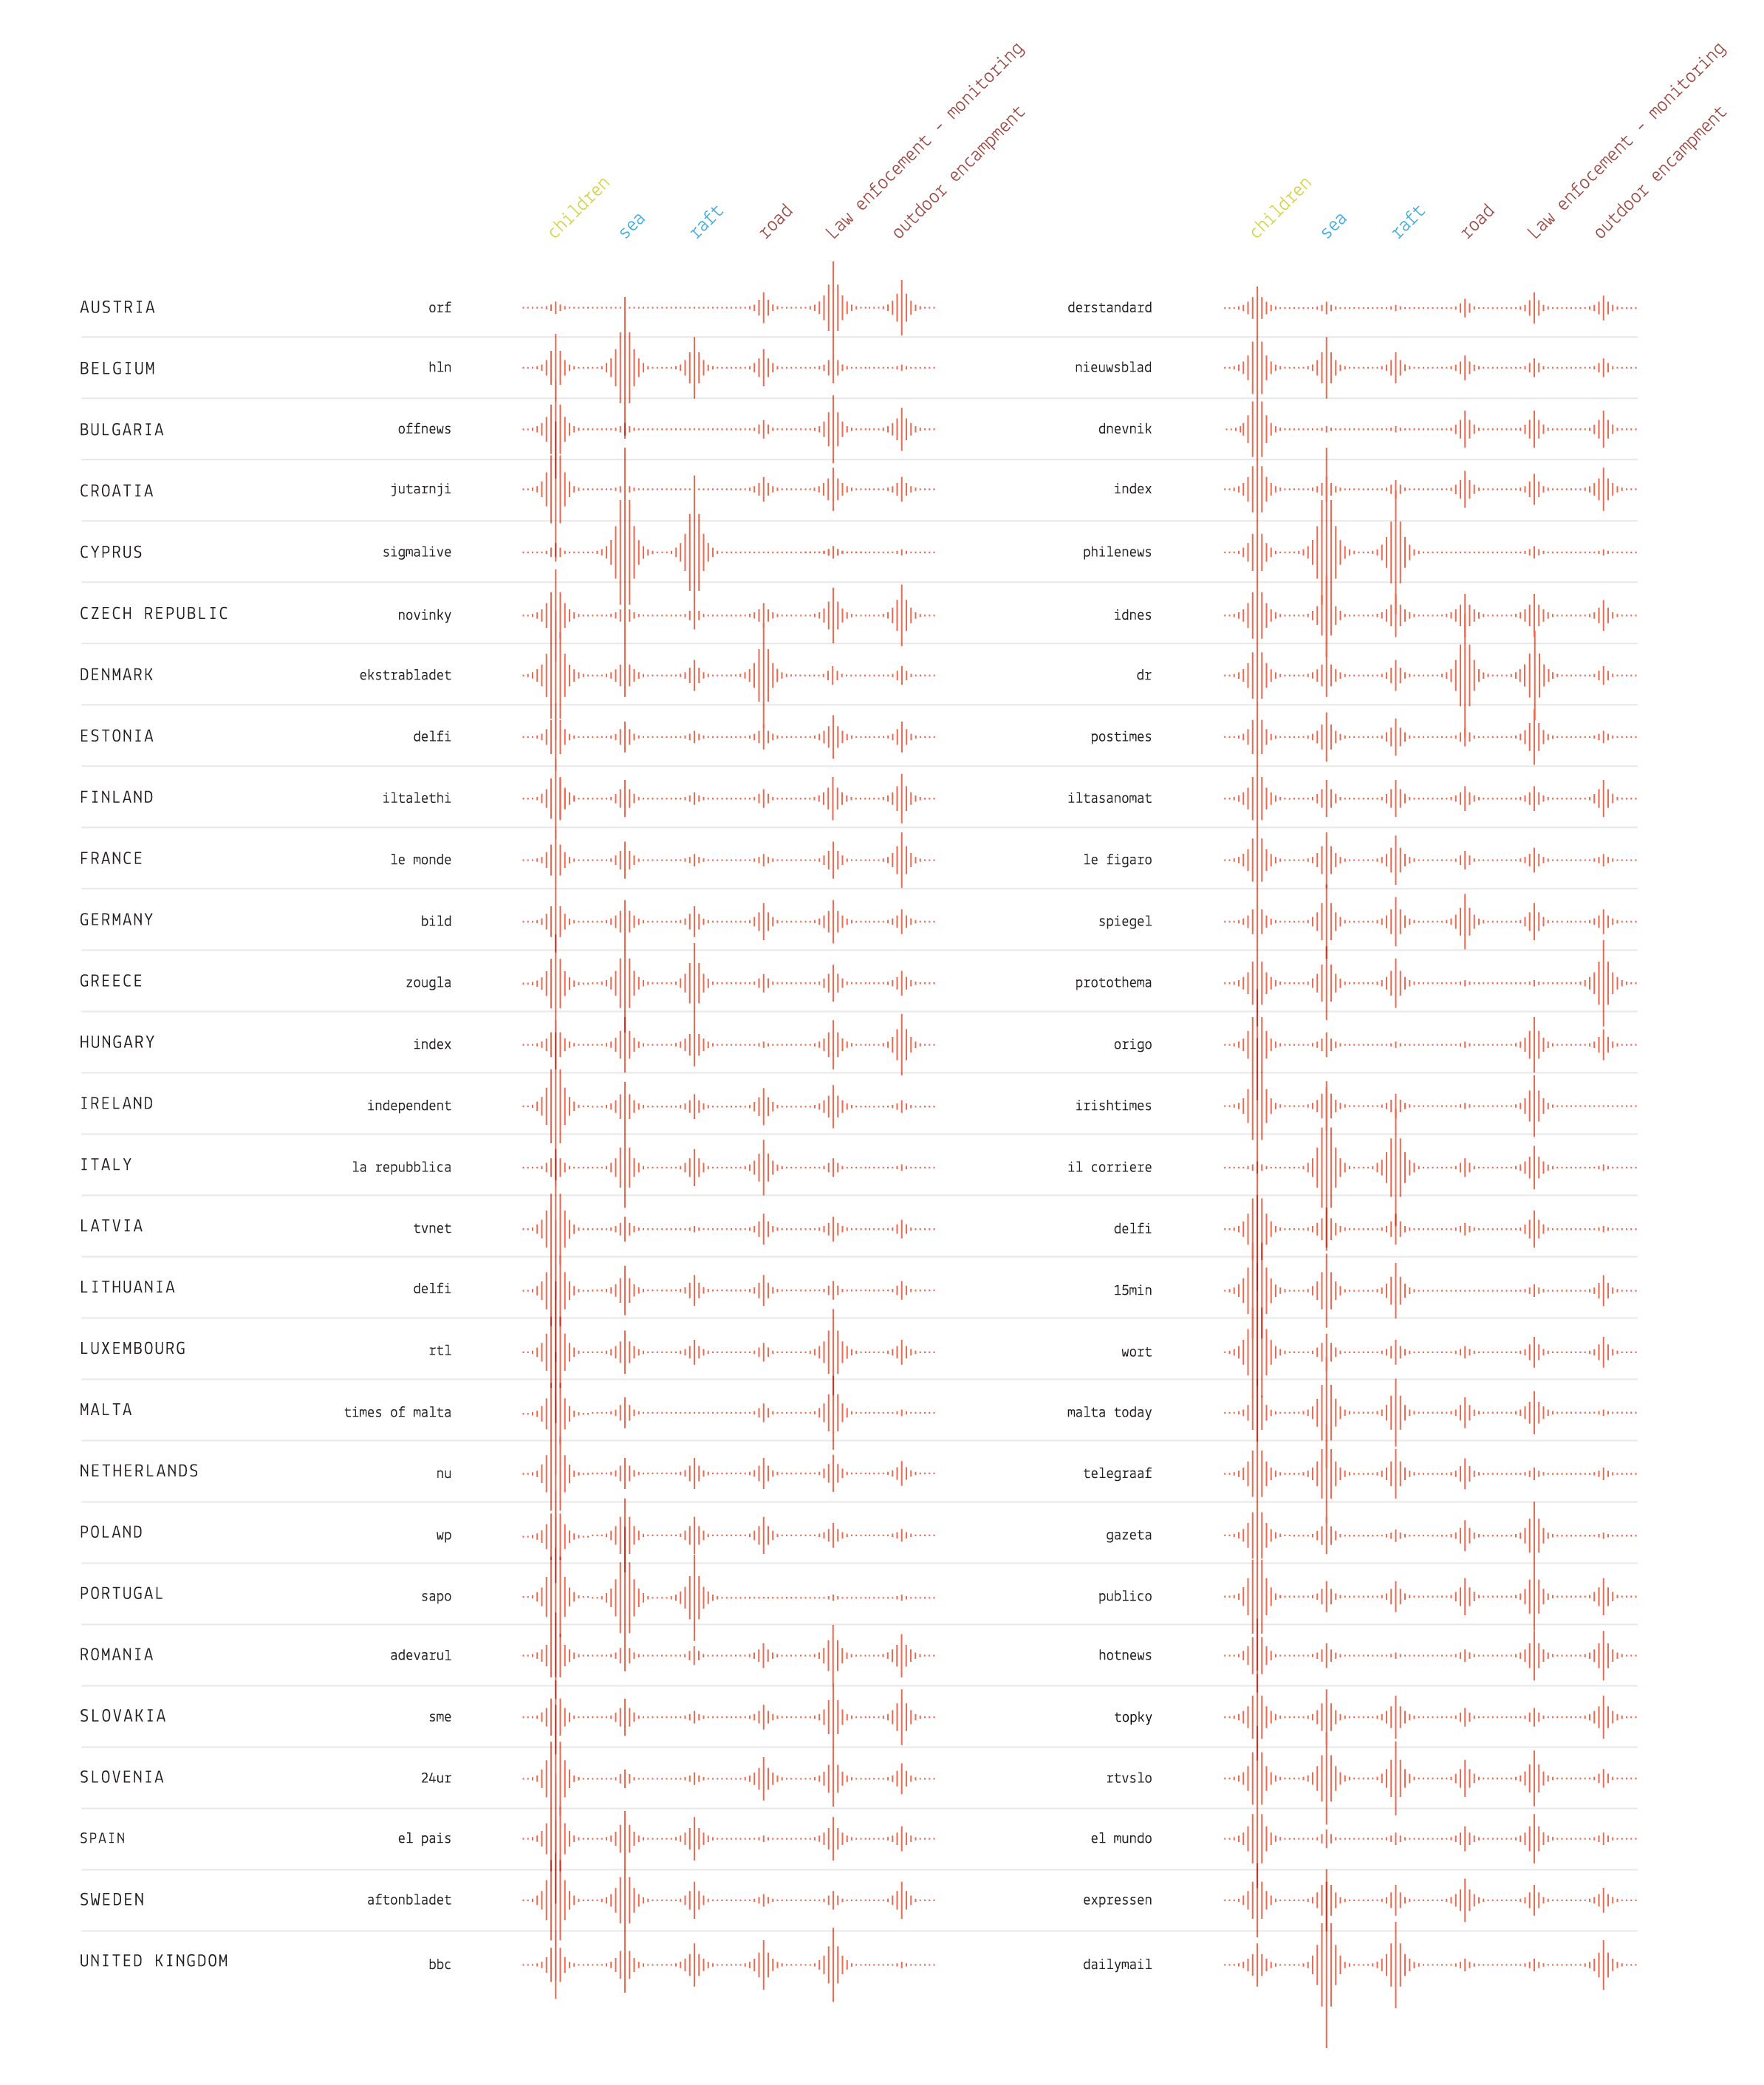 children sea raft road Law enfocement - monitoring outdoor encampment children sea raft road Law enfocement - monitoring outdoor encampment
AUSTRIA orf derstandard
BELGIUM hln nieuwsblad
BULGARIA offnews dnevnik
CROATIA jutarnji index
CYPRUS sigmalive philenews
CZECH REPUBLIC novinky idnes
DENMARK ekstrabladet dr
ESTONIA delfi postimes
FINLAND iltalethi iltasanomat
FRANCE le monde le figaro
GERMANY bild spiegel
GREECE zougla protothema
HUNGARY index origo
IRELAND independent irishtimes
ITALY la repubblica il corriere
LATVIA tvnet delfi
LITHUANIA delfi 15min
LUXEMBOURG rtl wort
MALTA times of malta malta today
NETHERLANDS nu telegraaf
POLAND wp gazeta
PORTUGAL sapo publico
ROMANIA adevarul hotnews
SLOVAKIA sme topky
SLOVENIA 24ur rtvslo
SPAIN el pais el mundo
SWEDEN aftonbladet expressen
UNITED KINGDOM bbc dailymail